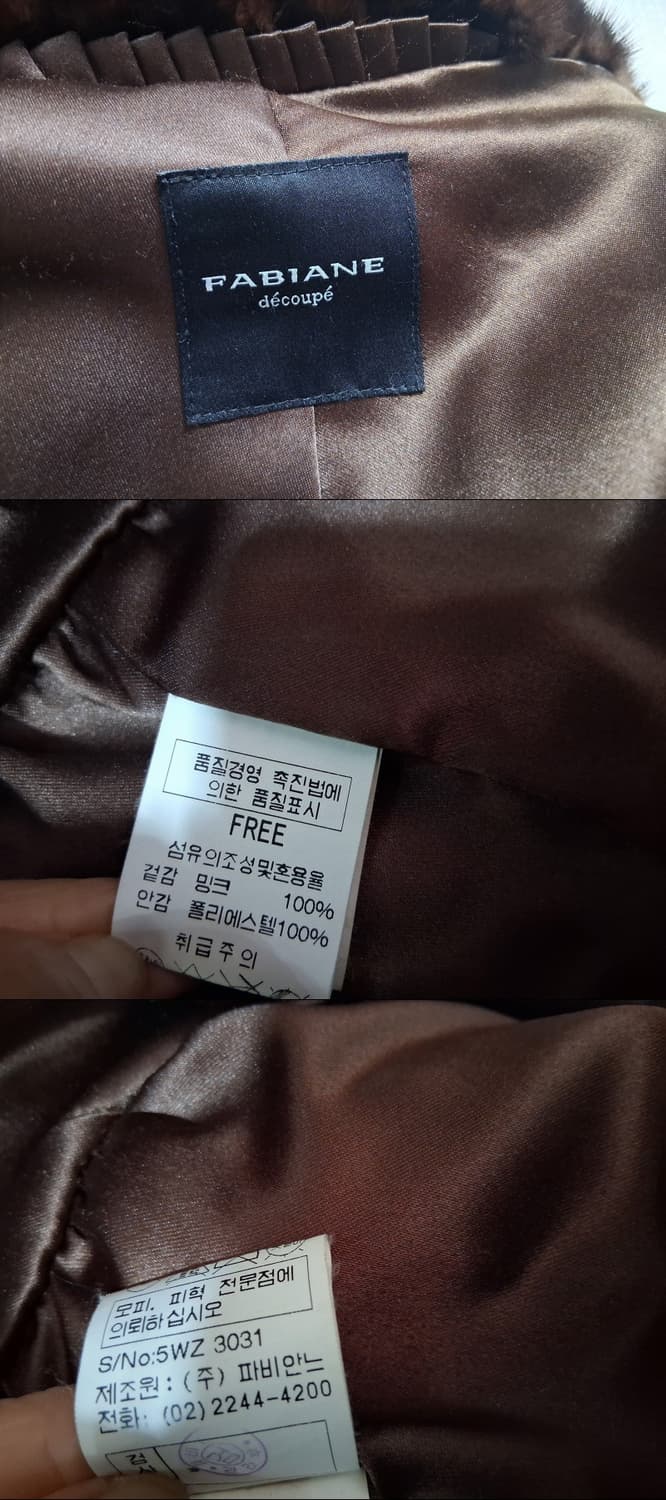 FABIANE
découpé
품질경영 촉진법에
의한 품질표시
FREE
섬유의조성및혼용율
겉감 밍크 100%
안감 폴리에스텔100%
취급주의
모피, 피혁 전문점에
의뢰하십시오
S/No:5WZ 3031
제조원: (주) 파비안느
전화: (02)2244-4200